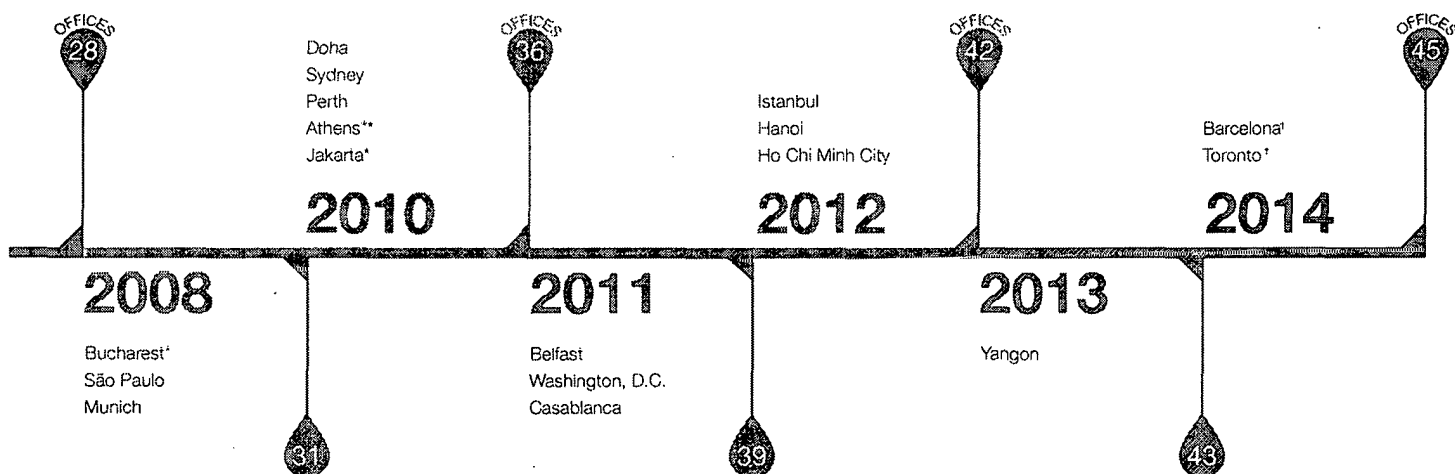 OFFICES
28
Doha
Sydney
Perth
Athens**
Jakarta*
2010
OFFICES
36
Istanbul
Hanoi
Ho Chi Minh City
2012
OFFICES
42
Barcelona†
Toronto†
2014
OFFICES
45
2008
Bucharest*
São Paulo
Munich
31
2011
Belfast
Washington, D.C.
Casablanca
39
2013
Yangon
43